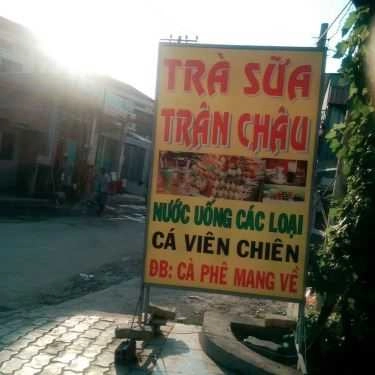 TRÀ SỮA
TRÂN CHÂU
NƯỚC UỐNG CÁC LOẠI
CÁ VIÊN CHIÊN
ĐB: CÀ PHÊ MANG VỀ